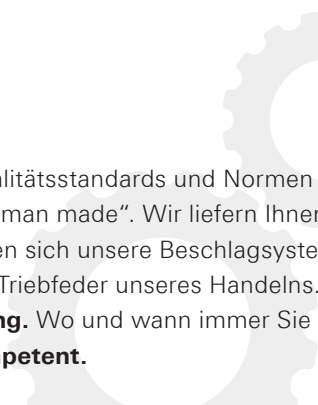 alitätsstandards und Normen
man made“. Wir liefern Ihnen
en sich unsere Beschlagsyste
Triebfeder unseres Handelns.
ng. Wo und wann immer Sie
petent.